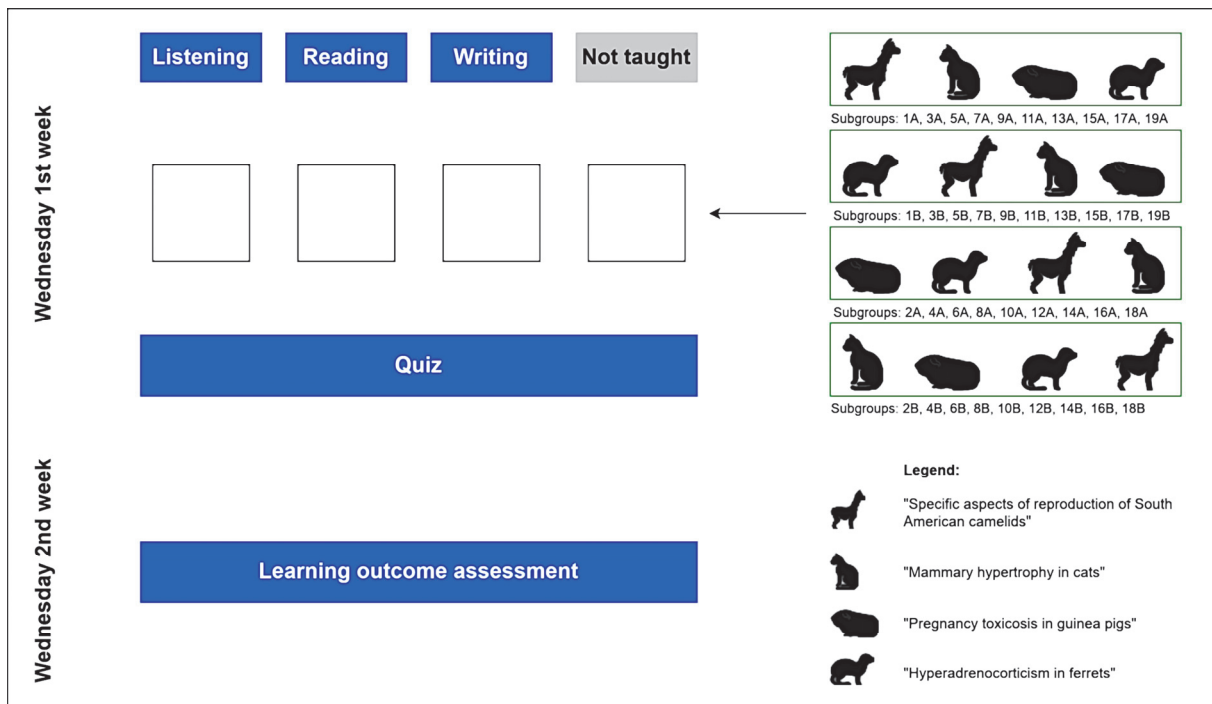 Listening
Reading
Writing
Not taught
Wednesday 1st week
Subgroups: 1A, 3A, 5A, 7A, 9A, 11A, 13A, 15A, 17A, 19A
Subgroups: 1B, 3B, 5B, 7B, 9B, 11B, 13B, 15B, 17B, 19B
Subgroups: 2A, 4A, 6A, 8A, 10A, 12A, 14A, 16A, 18A
Subgroups: 2B, 4B, 6B, 8B, 10B, 12B, 14B, 16B, 18B
Quiz
Wednesday 2nd week
Learning outcome assessment
Legend:
"Specific aspects of reproduction of South
American camelids"
"Mammary hypertrophy in cats"
"Pregnancy toxicosis in guinea pigs"
"Hyperadrenocorticism in ferrets"